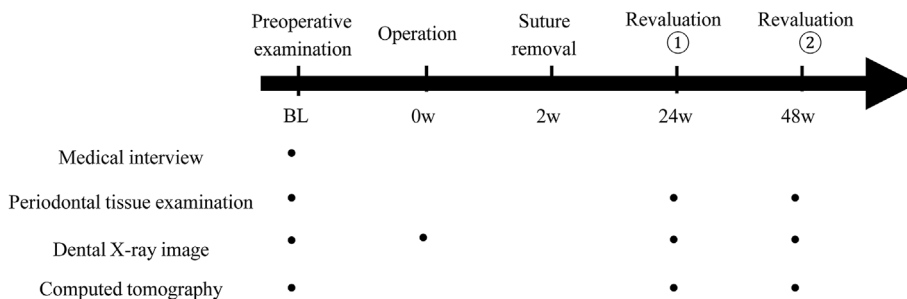 Preoperative
examination
Operation
Suture
removal
Revaluation
①
Revaluation
②
BL
0w
2w
24w
48w
Medical interview
Periodontal tissue examination
Dental X-ray image
Computed tomography